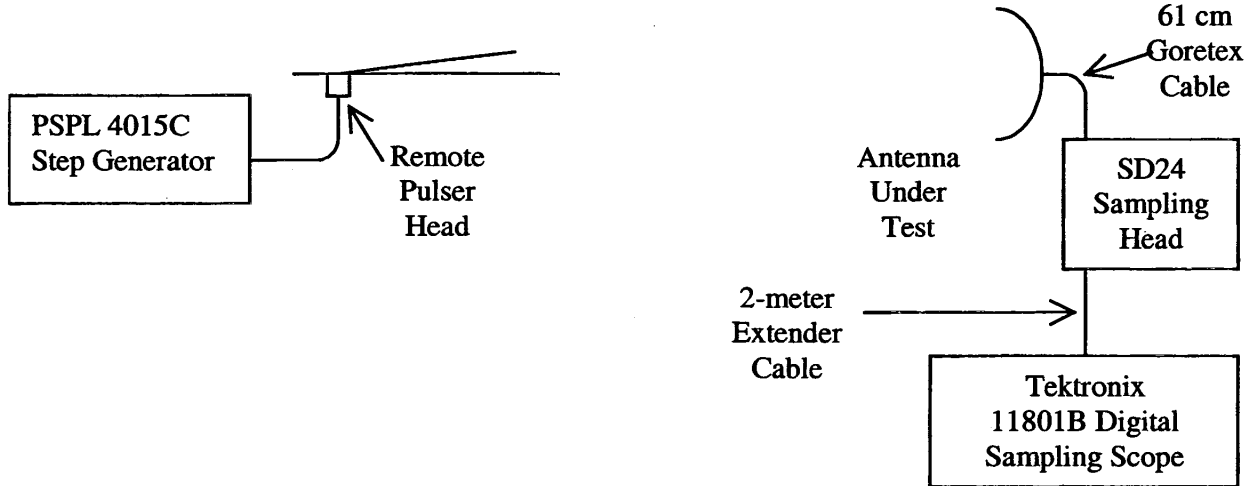 PSPL 4015C
Step Generator
Remote
Pulser
Head
61 cm
Goretex
Cable
Antenna
Under
Test
SD24
Sampling
Head
2-meter
Extender
Cable
Tektronix
11801B Digital
Sampling Scope